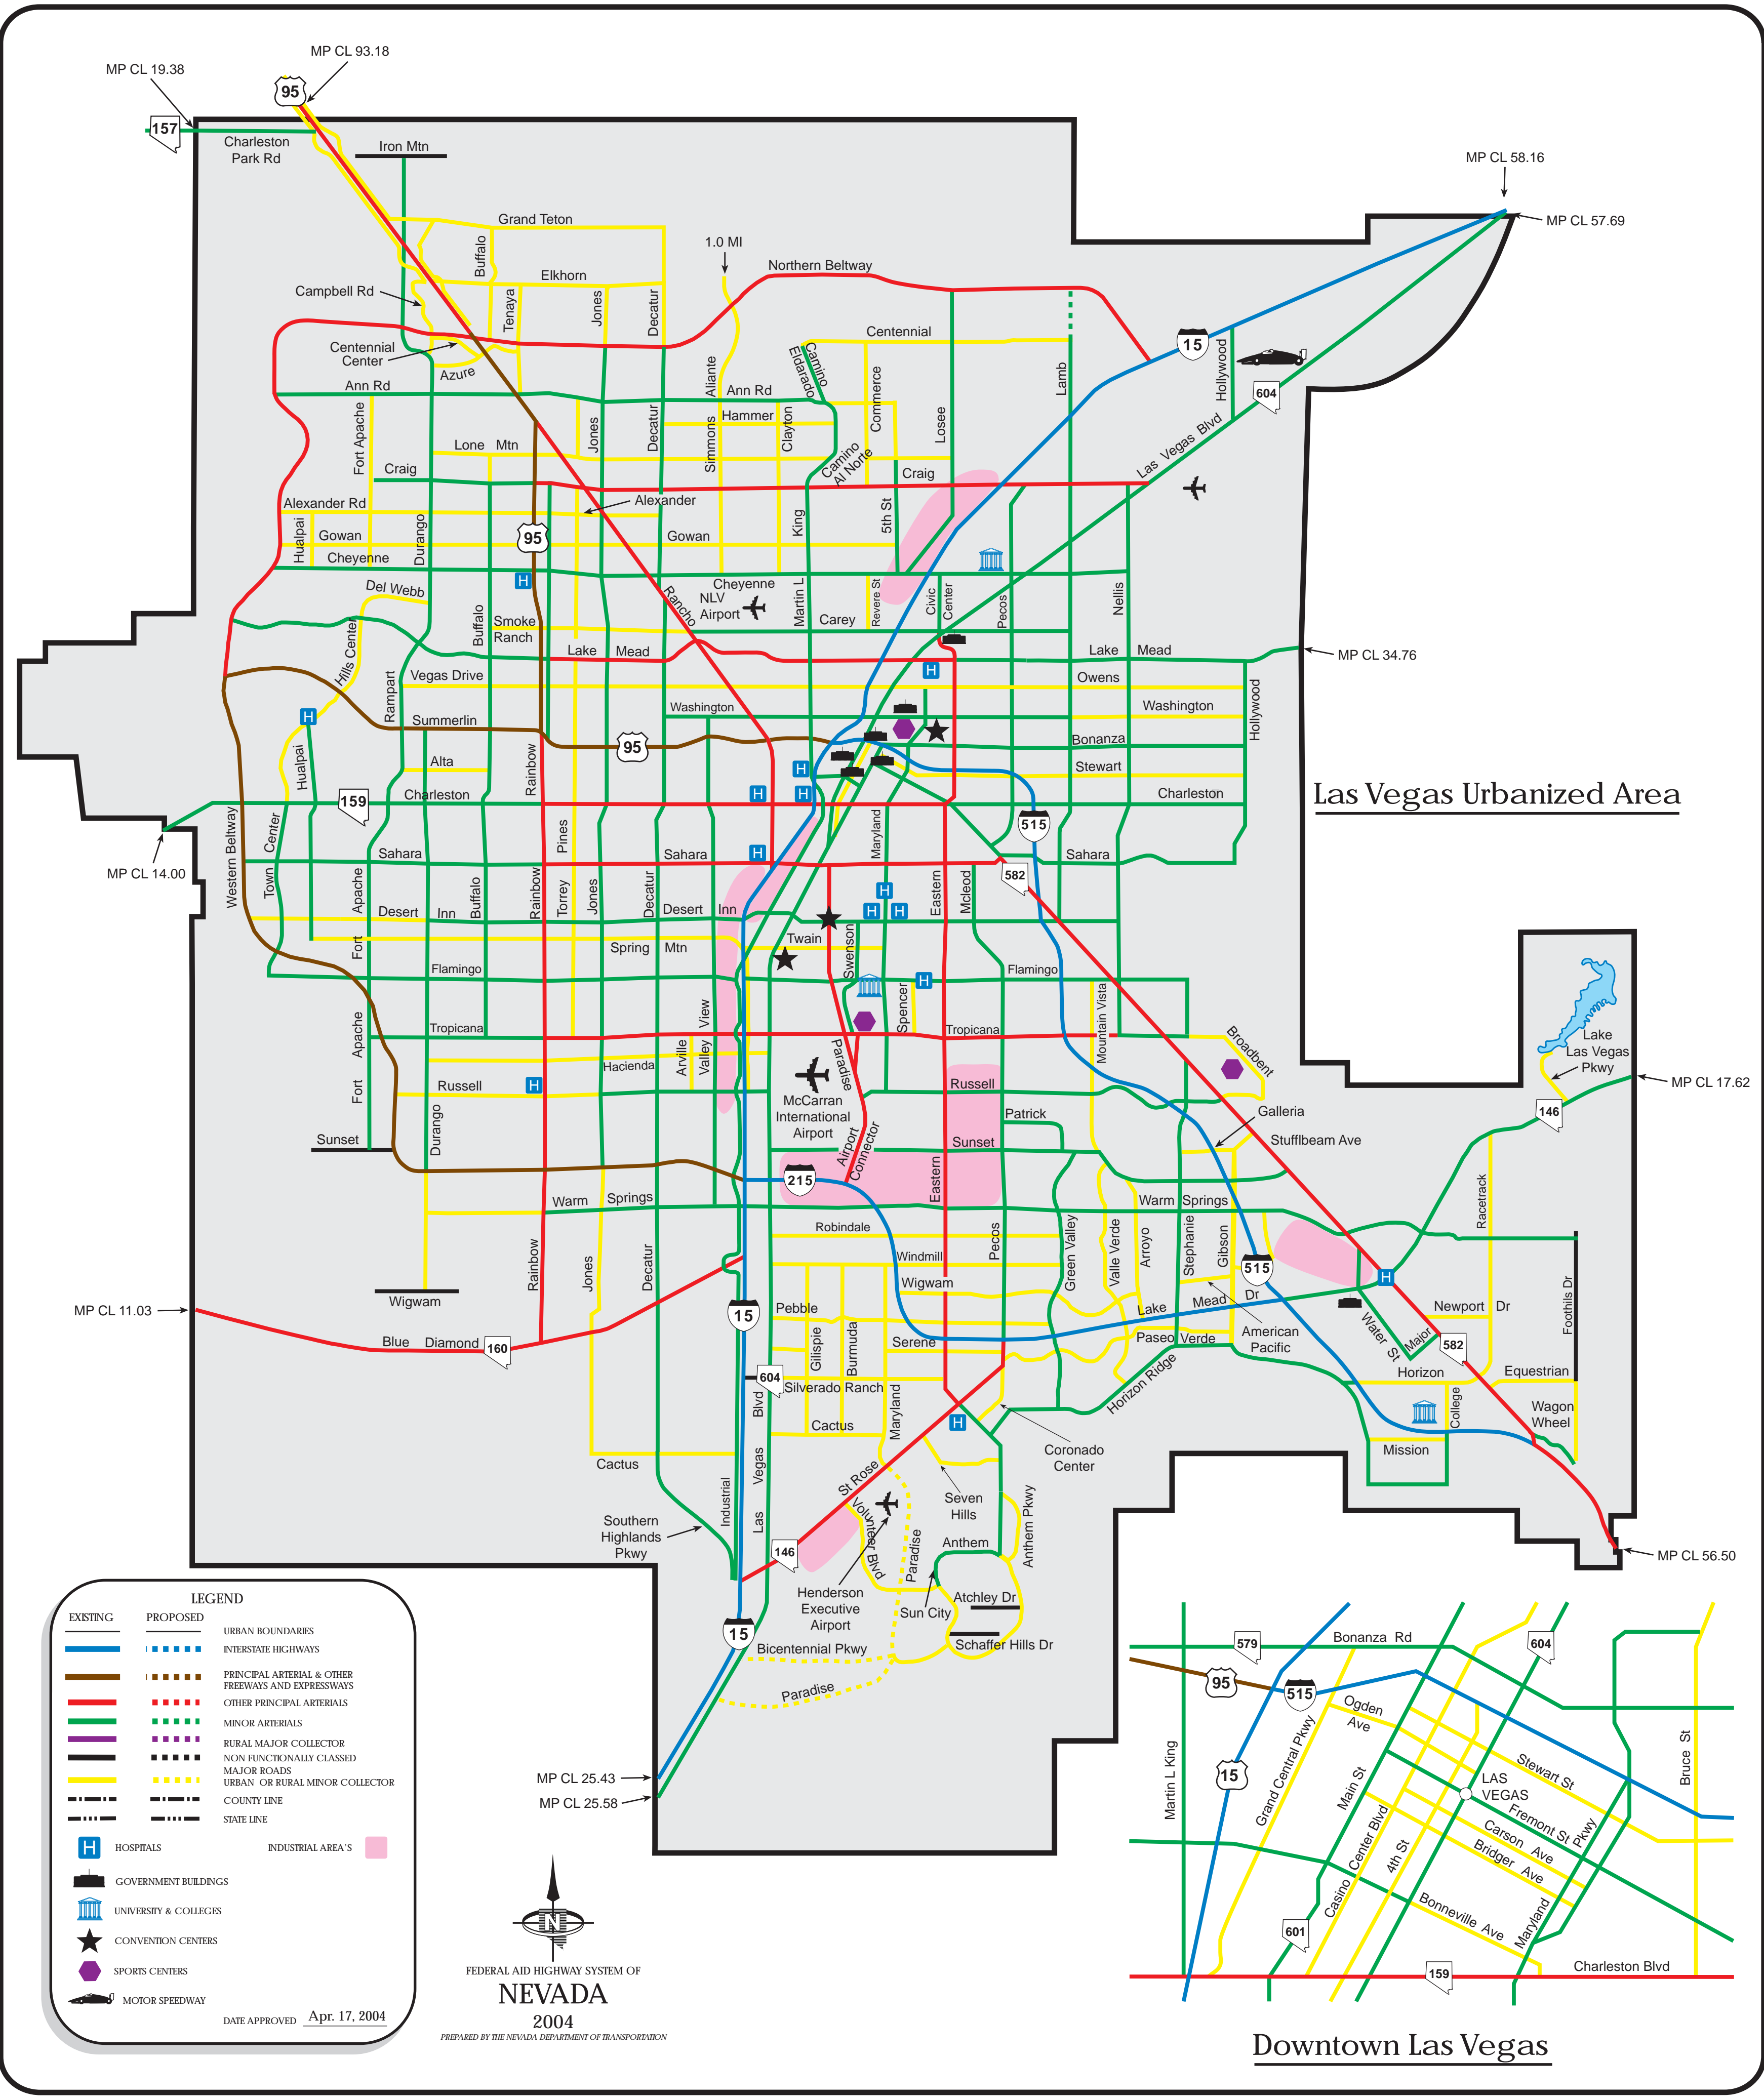 MP CL 93.18
MP CL 19.38
95
157
Charleston
Park Rd
Iron Mtn
MP CL 58.16
MP CL 57.69
Grand Teton
1.0 MI
Buffalo
Northern Beltway
Elkhorn
Campbell Rd
Tenaya
Jones
Decatur
Centennial
15
Centennial
Center
Camino
Eldarado
Lamb
Hollywood
Azure
Aliante
Commerce
Ann Rd
Ann Rd
604
Fort Apache
Jones
Decatur
Hammer
Clayton
Losee
Las Vegas Blvd
Simmons
Lone Mtn
Camino
Al Norte
Craig
Craig
Alexander Rd
Alexander
Hualpai
Gowan
Durango
95
Gowan
King
5th St
Cheyenne
Cheyenne
Del Webb
NLV
Airport
Martin L
Revere St
Civic
Center
Pecos
Nellis
Rancho
Buffalo
Smoke
Ranch
Carey
Hills Center
Lake Mead
Lake Mead
MP CL 34.76
Vegas Drive
Owens
Rampart
Washington
Washington
Hollywood
Summerlin
95
Bonanza
Hualpai
Alta
Rainbow
Stewart
Las Vegas Urbanized Area
159
Charleston
Charleston
Western Beltway
Town Center
515
Maryland
Pines
Sahara
Sahara
Sahara
MP CL 14.00
582
Apache
Buffalo
Rainbow
Torrey
Jones
Decatur
Eastern
Mcleod
Desert Inn
Desert Inn
Fort
Spring Mtn
Twain
Swenson
Flamingo
Flamingo
Spencer
Mountain Vista
View
Valley
Arville
Apache
Tropicana
Tropicana
Paradise
Broadbent
Lake
Las Vegas
Pkwy
Hacienda
Fort
Russell
Russell
MP CL 17.62
McCarran
International
Airport
146
Durango
Patrick
Galleria
Sunset
Sunset
Stufflbeam Ave
Airport
Connector
215
Eastern
Warm Springs
Warm Springs
Racetrack
Robindale
Pecos
Green Valley
Valle Verde
Arroyo
Stephanie
Gibson
Windmill
Rainbow
Jones
Decatur
515
Wigwam
Wigwam
Foothils Dr
MP CL 11.03
15
Pebble
Lake Mead Dr
Newport Dr
Blue Diamond
160
Gillispie
Burmuda
Serene
Paseo Verde
American
Pacific
Water St
Major
582
604
Silverado Ranch
Horizon Ridge
Horizon
Equestrian
Blvd
Maryland
College
Wagon
Wheel
Cactus
Cactus
Coronado
Center
Mission
Vegas
Industrial
St Rose
Seven
Hills
Las
Volunteer Blvd
Southern
Highlands
Pkwy
Anthem Pkwy
Paradise
Anthem
146
MP CL 56.50
Henderson
Executive
Airport
Atchley Dr
Sun City
15
Schaffer Hills Dr
Bicentennial Pkwy
Paradise
MP CL 25.43
MP CL 25.58
LEGEND
EXISTING PROPOSED
URBAN BOUNDARIES
INTERSTATE HIGHWAYS
PRINCIPAL ARTERIAL & OTHER
FREEWAYS AND EXPRESSWAYS
OTHER PRINCIPAL ARTERIALS
MINOR ARTERIALS
RURAL MAJOR COLLECTOR
NON FUNCTIONALLY CLASSED
MAJOR ROADS
URBAN OR RURAL MINOR COLLECTOR
COUNTY LINE
STATE LINE
H HOSPITALS
INDUSTRIAL AREA'S
GOVERNMENT BUILDINGS
UNIVERSITY & COLLEGES
CONVENTION CENTERS
SPORTS CENTERS
MOTOR SPEEDWAY
DATE APPROVED Apr. 17, 2004
N
FEDERAL AID HIGHWAY SYSTEM OF
NEVADA
2004
PREPARED BY THE NEVADA DEPARTMENT OF TRANSPORTATION
579
Bonanza Rd
604
95
515
Ogden
Ave
Grand Central Pkwy
Martin L King
15
Main St
Stewart St
Bruce St
LAS
VEGAS
Fremont St
Carson Ave
Pkwy
Bridger Ave
Casino Center Blvd
4th St
Bonneville Ave
Maryland
601
159
Charleston Blvd
Downtown Las Vegas